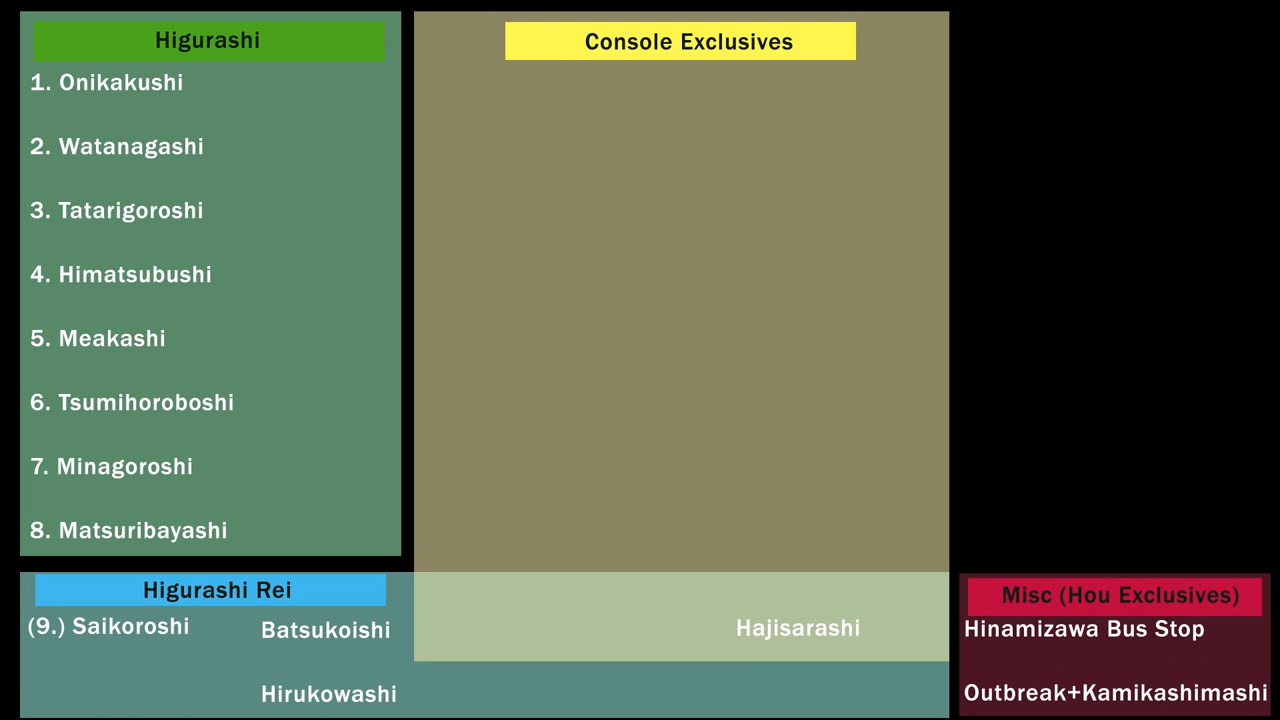 Higurashi
1. Onikakushi
2. Watanagashi
3. Tatarigoroshi
4. Himatsubushi
5. Meakashi
6. Tsumihoroboshi
7. Minagoroshi
8. Matsuribayashi
Console Exclusives
Higurashi Rei
(9.) Saikoroshi
Batsukoishi
Hirukowashi
Hajisarashi
Misc (Hou Exclusives)
Hinamizawa Bus Stop
Outbreak+Kamikashimashi